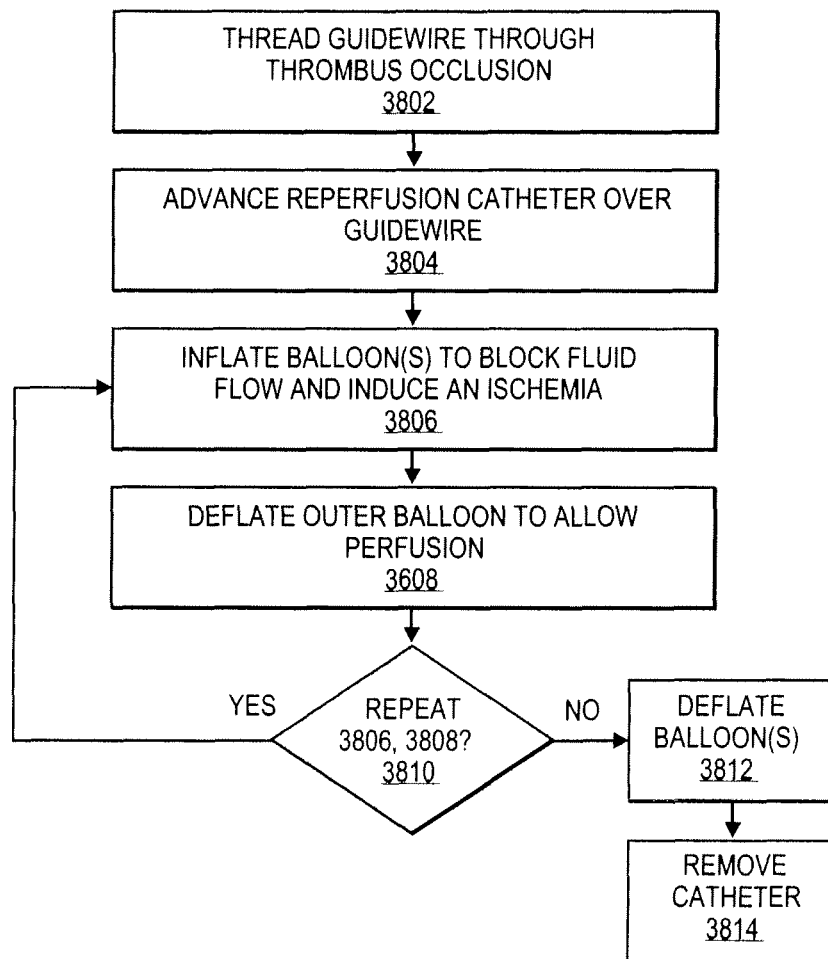 THREAD GUIDEWIRE THROUGH
THROMBUS OCCLUSION
3802
ADVANCE REPERFUSION CATHETER OVER
GUIDEWIRE
3804
INFLATE BALLOON(S) TO BLOCK FLUID
FLOW AND INDUCE AN ISCHEMIA
3806
DEFLATE OUTER BALLOON TO ALLOW
PERFUSION
3608
YES
REPEAT
3806, 3808?
3810
NO
DEFLATE
BALLOON(S)
3812
REMOVE
CATHETER
3814